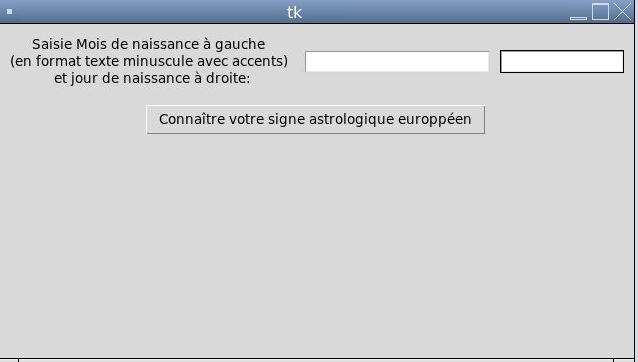 tk
Saisie Mois de naissance à gauche
(en format texte minuscule avec accents)
et jour de naissance à droite:
Connaître votre signe astrologique europpéen